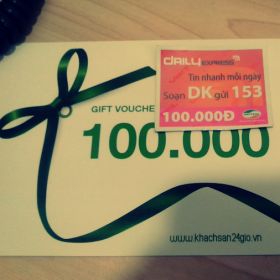 DAILY EXPRESS
Tin nhanh mỗi ngày
Soạn DK gửi 153
100.000Đ
GIFT VOUCHE
100.000
www.khachsan24gio.vn